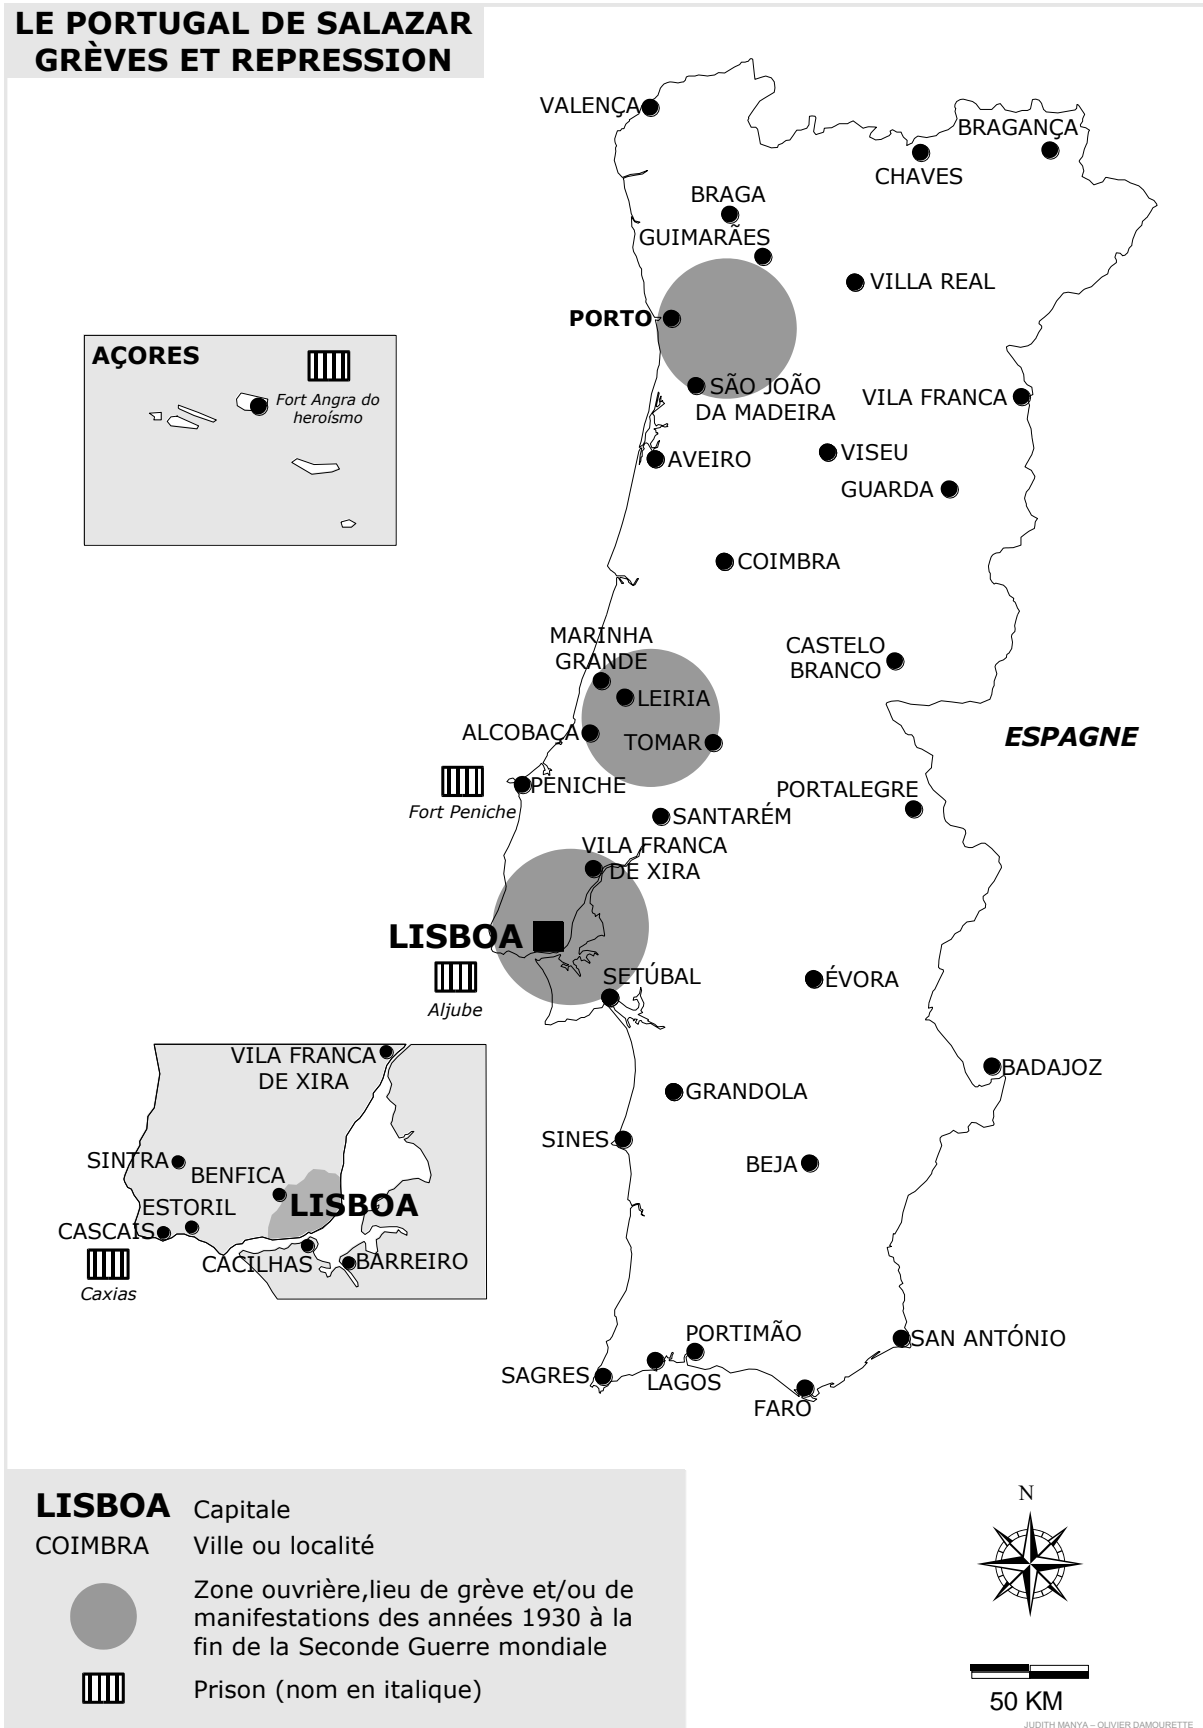 LE PORTUGAL DE SALAZAR
GRÈVES ET REPRESSION
VALENÇA
BRAGANÇA
CHAVES
BRAGA
GUIMARÃES
VILLA REAL
PORTO
AÇORES
Fort Angra do
heroísmo
SÃO JOÃO
DA MADEIRA
VILA FRANCA
AVEIRO
VISEU
GUARDA
COIMBRA
MARINHA
GRANDE
CASTELO
BRANCO
LEIRIA
ALCOBAÇA
TOMAR
ESPAGNE
PENICHE
Fort Peniche
PORTALEGRE
SANTARÉM
VILA FRANCA
DE XIRA
LISBOA
Aljube
SETÚBAL
ÉVORA
VILA FRANCA
DE XIRA
BADAJOZ
GRANDOLA
SINES
BEJA
SINTRA
BENFICA
LISBOA
ESTORIL
CASCAIS
CACILHAS
BARREIRO
Caxias
PORTIMÃO
SAN ANTÓNIO
SAGRES
LAGOS
FARO
LISBOA Capitale
COIMBRA Ville ou localité
Zone ouvrière,lieu de grève et/ou de
manifestations des années 1930 à la
fin de la Seconde Guerre mondiale
Prison (nom en italique)
N
50 KM
JUDITH MANYA – OLIVIER DAMOURETTE